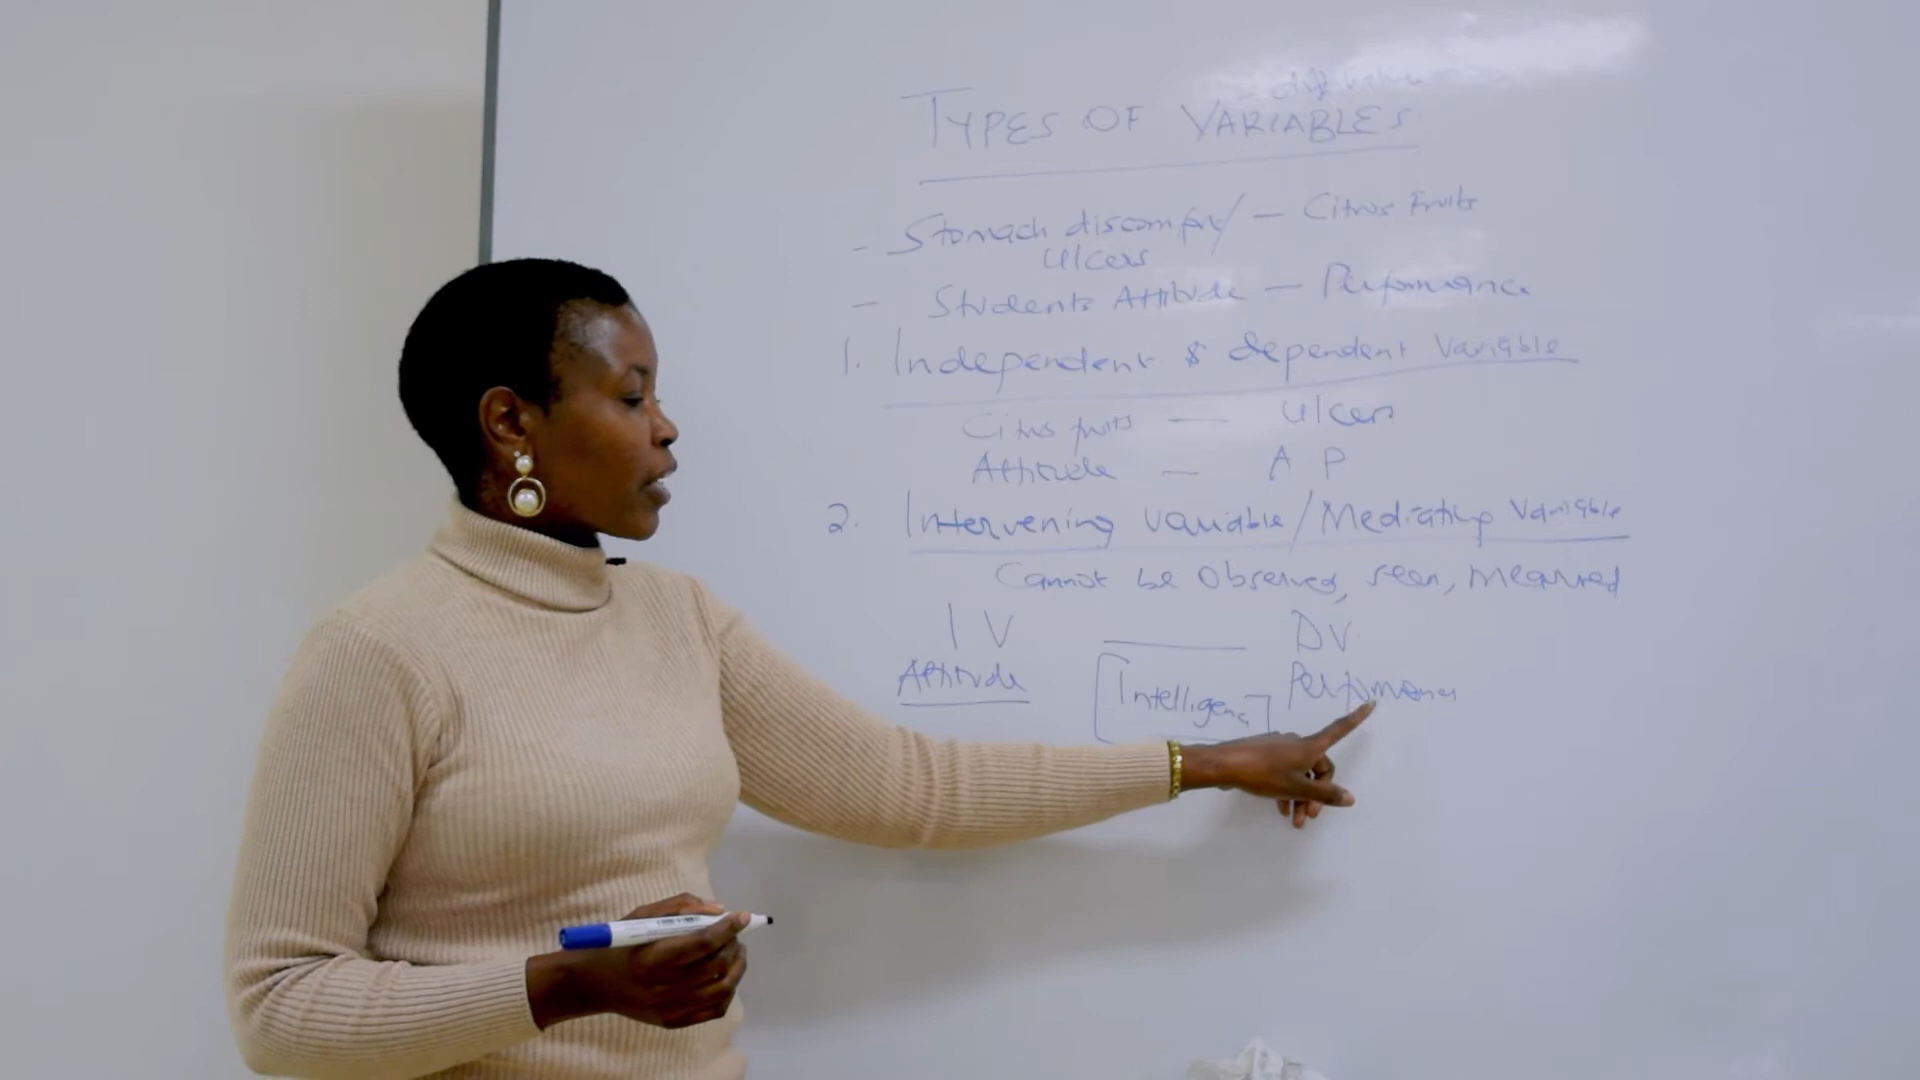 TYPES OF VARIABLES
- Stomach discomfort/ — Citrus Fruits
Ulcers
- Students Attitude — Performance
1. Independent & dependent Variable
Citrus fruits — Ulcers
Attitude — A P
2. Intervening Variable/Mediating Variable
Cannot be Observed, seen, measured
IV — DV
Attitude Intelligence Performance